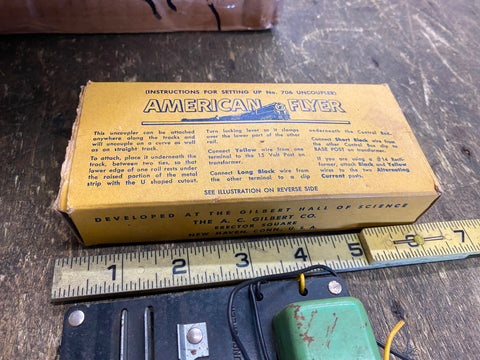 (INSTRUCTIONS FOR SETTING UP No. 706 UNCOUPLER)
AMERICAN FLYER
This uncoupler can be attached
anywhere along the tracks and
will uncouple on a curve as well
as on straight track.
To attach, place it underneath the
track, between two ties, so that
lower edge of one rail rests under
the raised portion of the metal
strip with the U shaped cutout.
Turn locking lever so it clamps
over the lower part of the other
rail.
Connect Yellow wire from one
terminal to the 15 Volt Post on
transformer.
Connect Long Black wire from
the other terminal to a clip
underneath the Control Box.
Connect Short Black wire from
the other Control Box clip to
BASE POST on transformer.
If you are using a #14 Recti-
former, attach Black and Yellow
wires to the two Alternating
Current posts.
SEE ILLUSTRATION ON REVERSE SIDE
DEVELOPED AT THE GILBERT HALL OF SCIENCE
THE A. C. GILBERT CO.
ERECTOR SQUARE
NEW HAVEN, CONN., U. S. A.
1 2 3 4 5 6 7